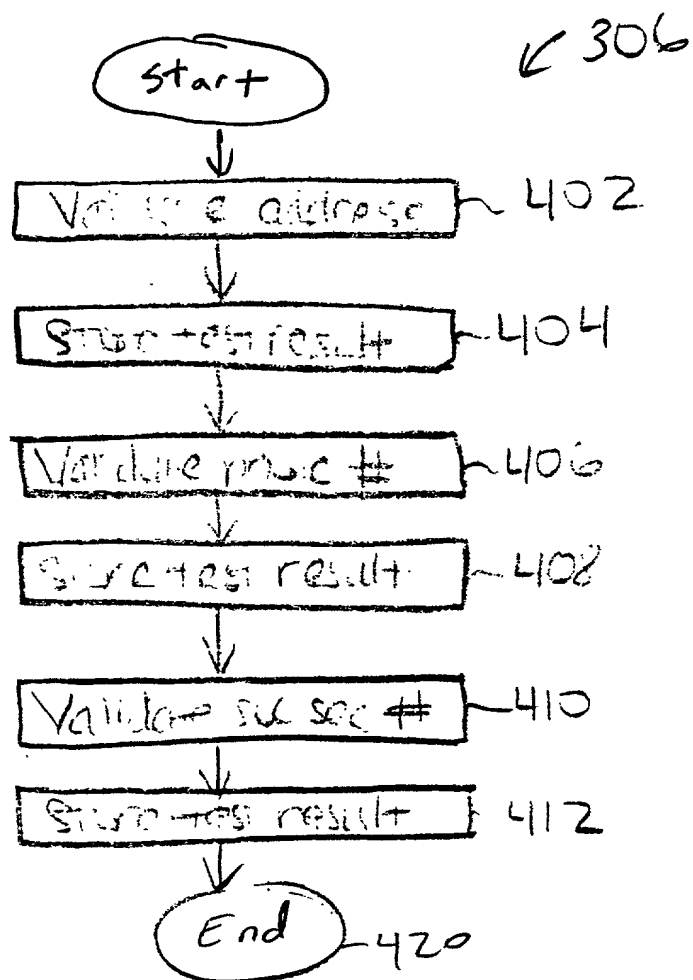 306
Start
Validate address 402
Store test result 404
Validate phone # 406
Store test result 408
Validate soc sec # 410
Store test result 412
End 420